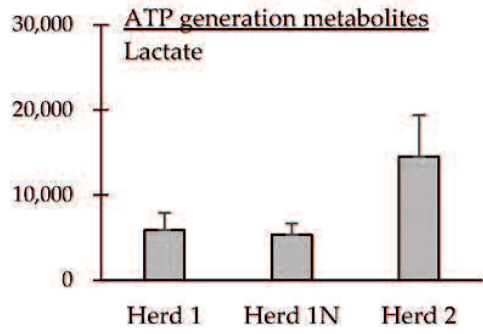 ATP generation metabolites
Lactate
30,000
20,000
10,000
0
Herd 1 Herd 1N Herd 2